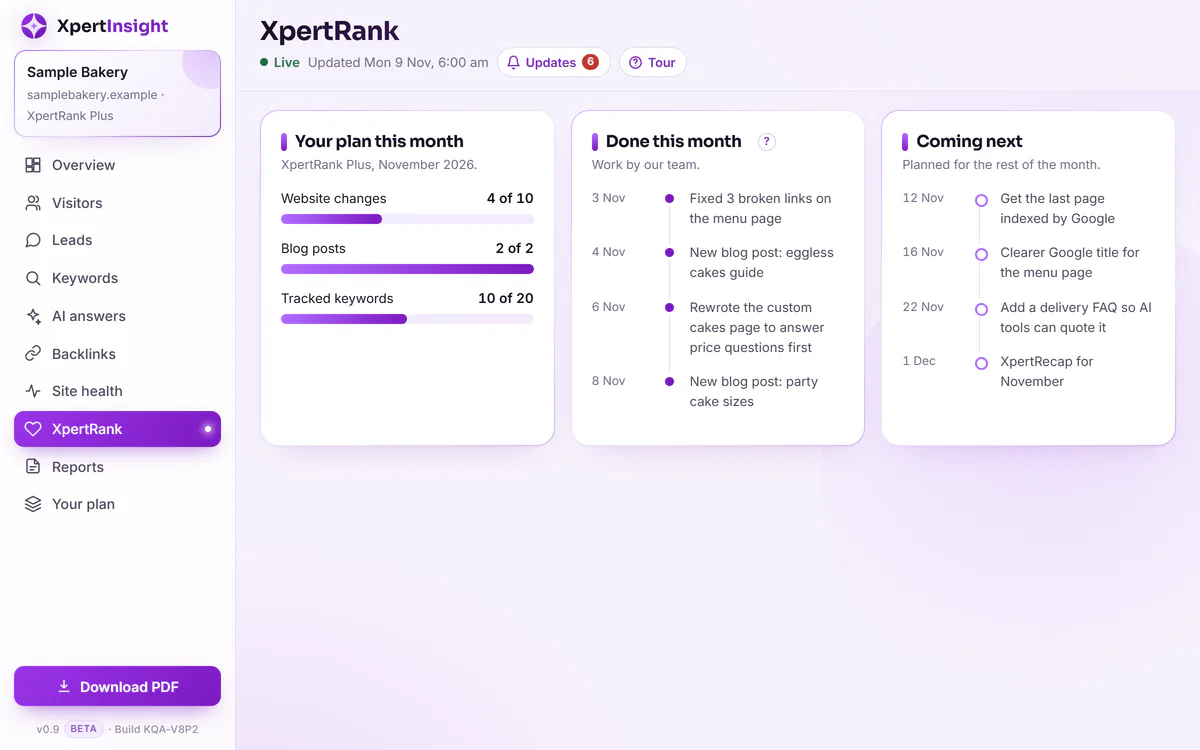 XpertInsight
Sample Bakery
samplebakery.example ·
XpertRank Plus
Overview
Visitors
Leads
Keywords
AI answers
Backlinks
Site health
XpertRank
Reports
Your plan
Download PDF
v0.9 BETA · Build KQA-V8P2
XpertRank
Live Updated Mon 9 Nov, 6:00 am Updates 6 Tour
Your plan this month
XpertRank Plus, November 2026.
Website changes 4 of 10
Blog posts 2 of 2
Tracked keywords 10 of 20
Done this month ?
Work by our team.
3 Nov Fixed 3 broken links on
the menu page
4 Nov New blog post: eggless
cakes guide
6 Nov Rewrote the custom
cakes page to answer
price questions first
8 Nov New blog post: party
cake sizes
Coming next
Planned for the rest of the month.
12 Nov Get the last page
indexed by Google
16 Nov Clearer Google title for
the menu page
22 Nov Add a delivery FAQ so AI
tools can quote it
1 Dec XpertRecap for
November